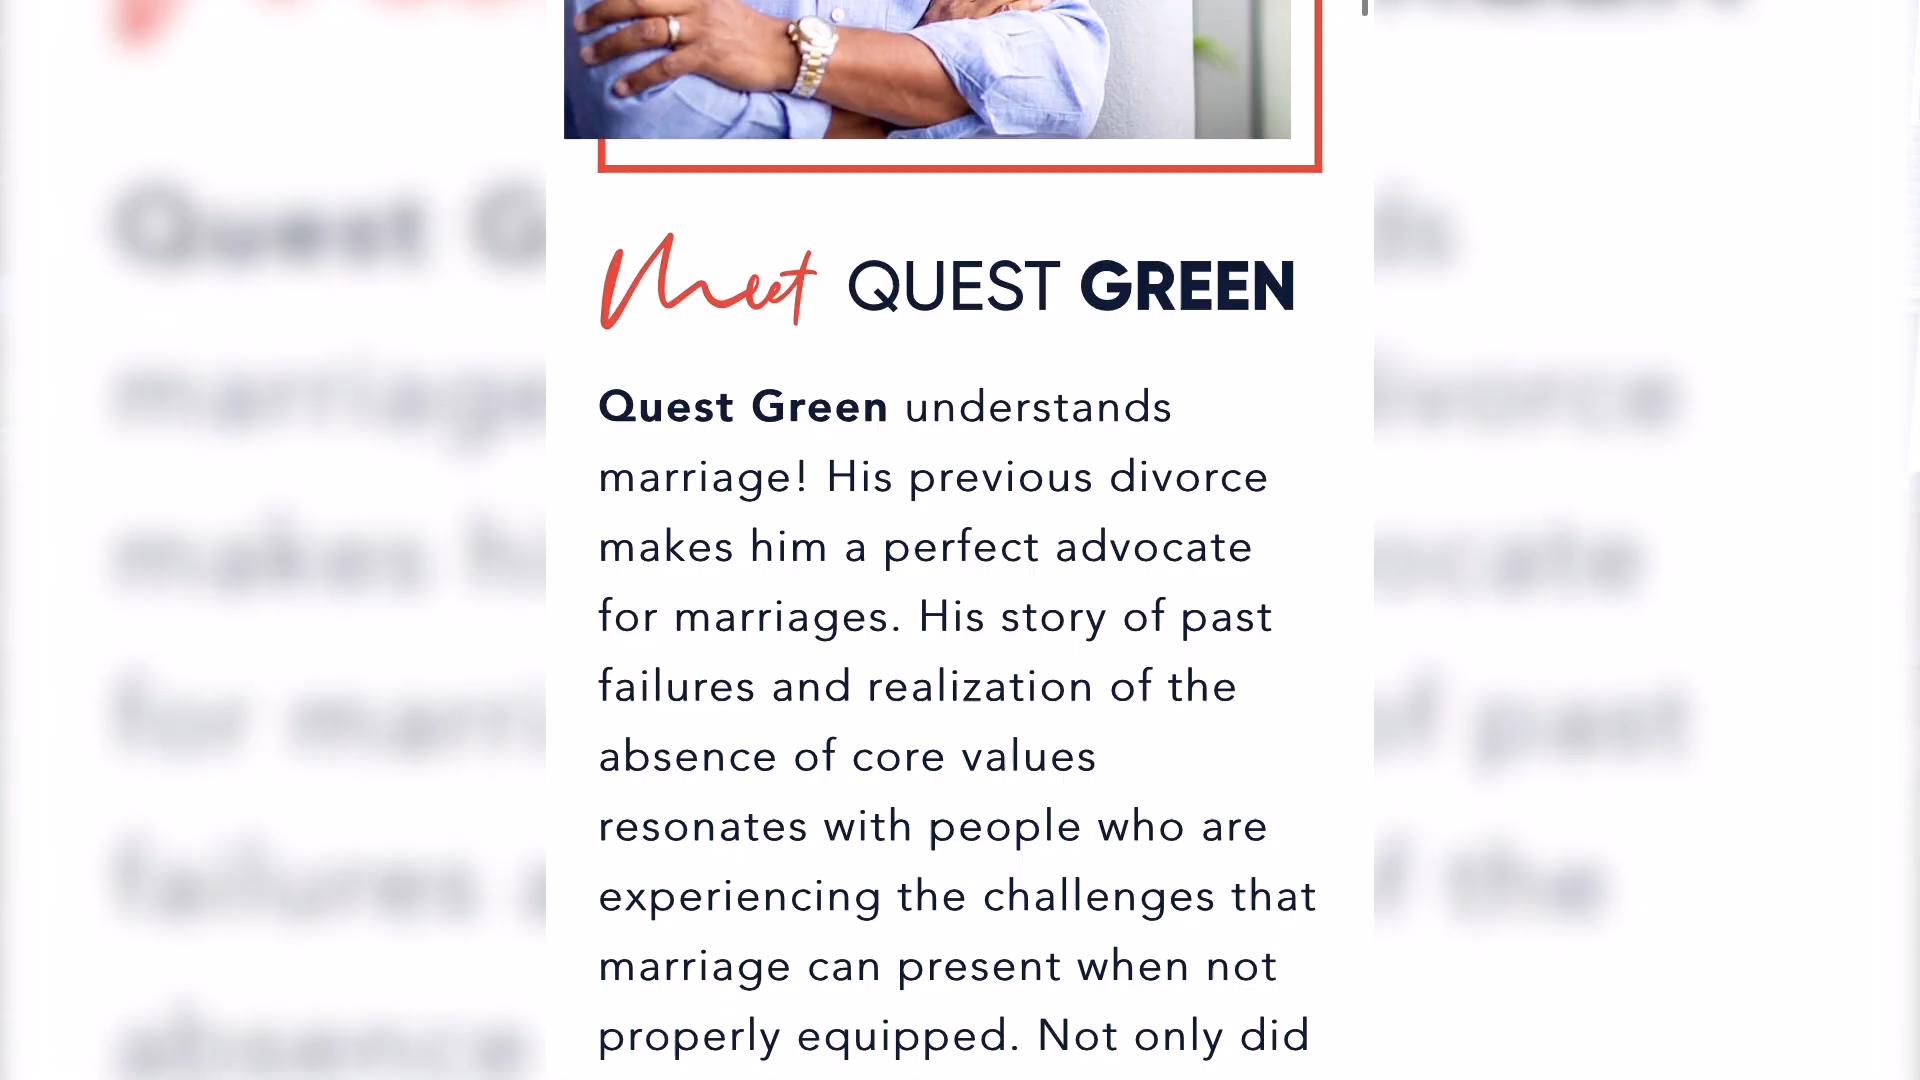 Meet QUEST GREEN
Quest Green understands
marriage! His previous divorce
makes him a perfect advocate
for marriages. His story of past
failures and realization of the
absence of core values
resonates with people who are
experiencing the challenges that
marriage can present when not
properly equipped. Not only did